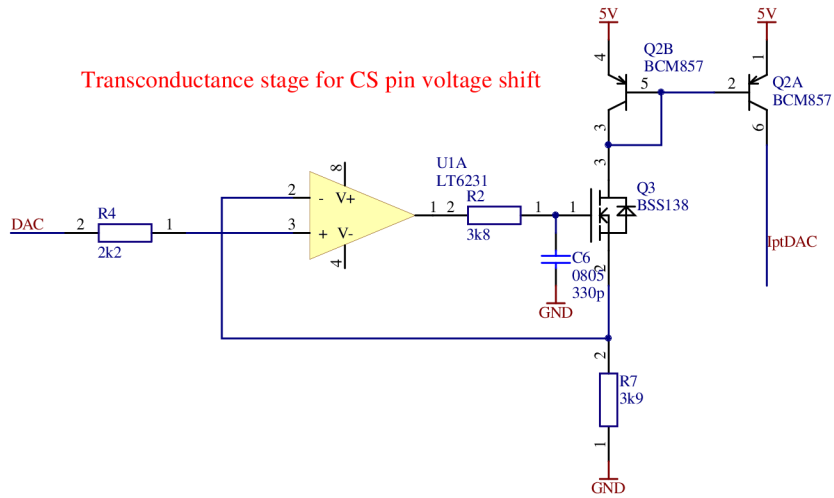 5V
5V
4
Q2B
BCM857
1
Transconductance stage for CS pin voltage shift
5
2
Q2A
BCM857
3
6
3
8
U1A
LT6231
2
- V+
R2
1 2
1
1
Q3
BSS138
DAC
2
R4
1
3
+ V-
3k8
2k2
4
IptDAC
C6
0805
330p
2
GND
2
R7
3k9
1
GND